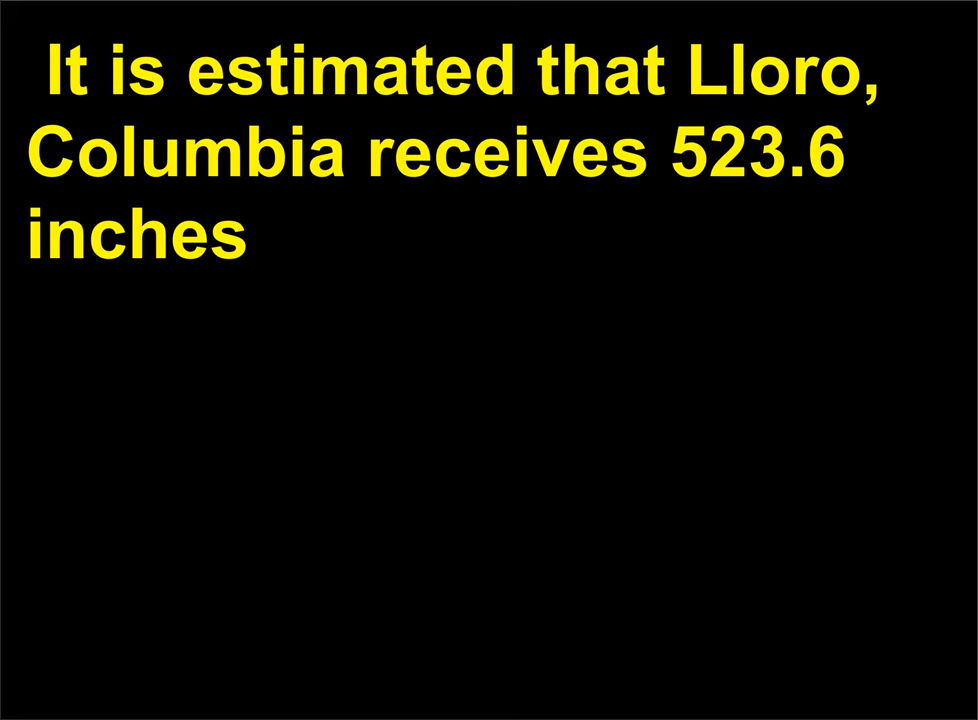 It is estimated that Lloro,
Columbia receives 523.6
inches